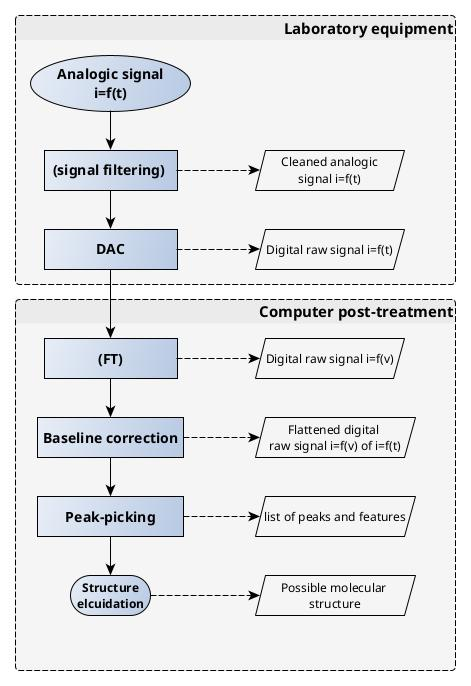 Laboratory equipment
Analogic signal
i=f(t)
(signal filtering)
Cleaned analogic
signal i=f(t)
DAC
Digital raw signal i=f(t)
Computer post-treatment
(FT)
Digital raw signal i=f(v)
Baseline correction
Flattened digital
raw signal i=f(v) of i=f(t)
Peak-picking
list of peaks and features
Structure
elcuidation
Possible molecular
structure